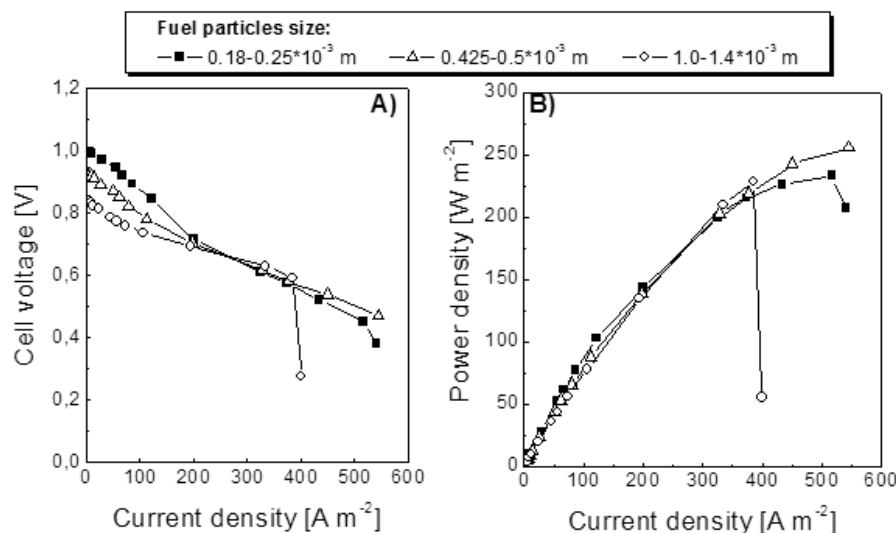 Fuel particles size:
0.18-0.25*10⁻³ m 0.425-0.5*10⁻³ m 1.0-1.4*10⁻³ m
A)
1,2
1,0
0,8
0,6
0,4
0,2
0,0
Cell voltage [V]
0 100 200 300 400 500 600
Current density [A m⁻²]
B)
300
250
200
150
100
50
0
Power density [W m⁻²]
0 100 200 300 400 500 600
Current density [A m⁻²]